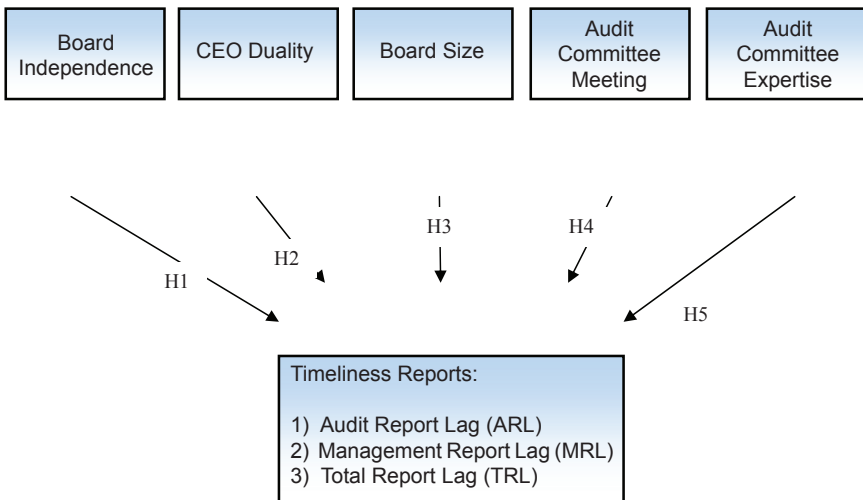 Board
Independence
CEO Duality
Board Size
Audit
Committee
Meeting
Audit
Committee
Expertise
H1
H2
H3
H4
H5
Timeliness Reports:
1) Audit Report Lag (ARL)
2) Management Report Lag (MRL)
3) Total Report Lag (TRL)